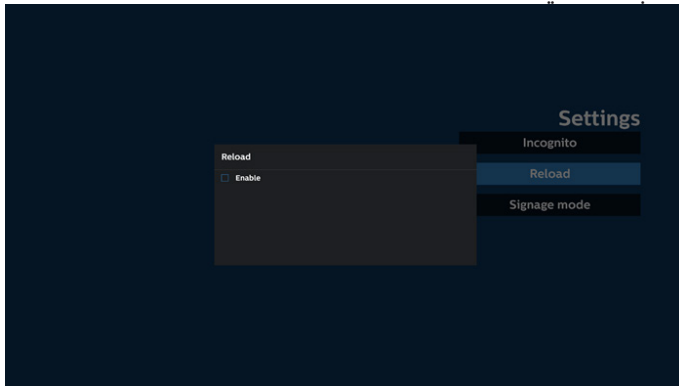 Settings
Incognito
Reload
Enable
Reload
Signage mode